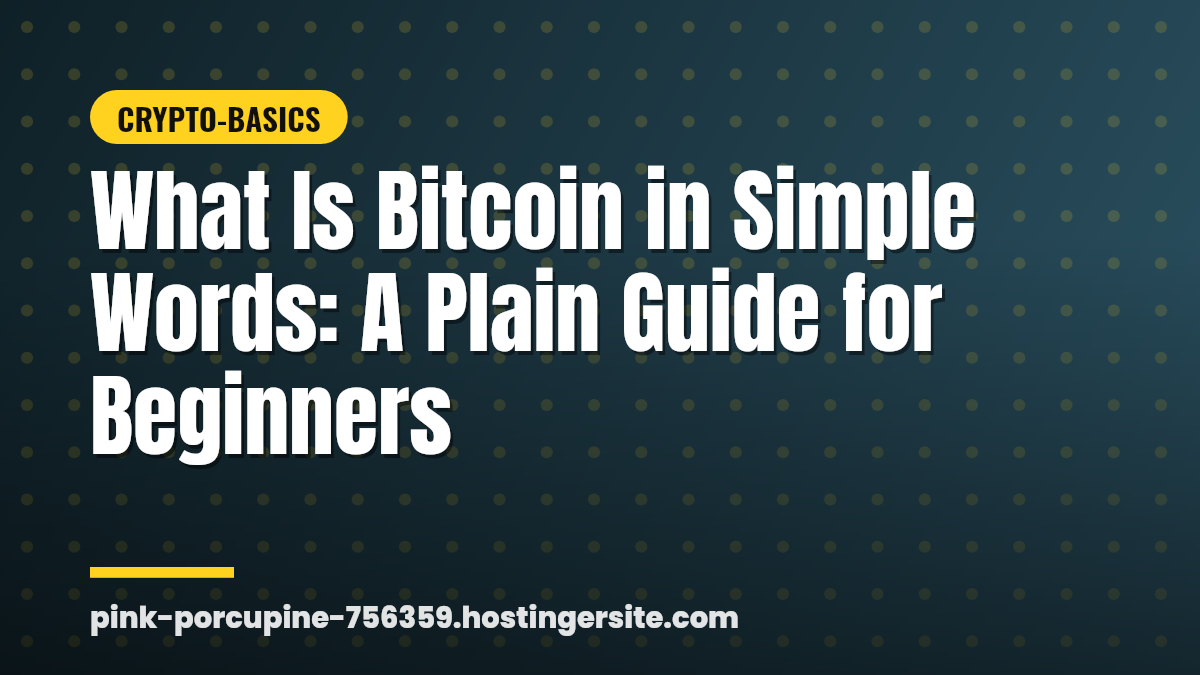 CRYPTO-BASICS
What Is Bitcoin in Simple
Words: A Plain Guide for
Beginners
pink-porcupine-756359.hostingersite.com